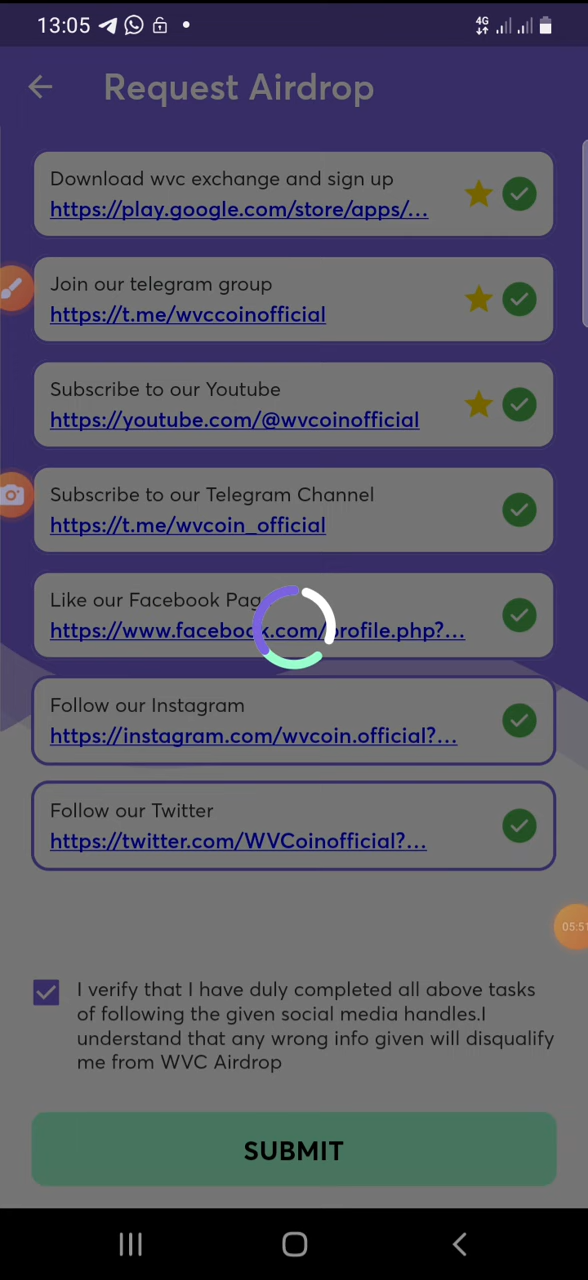 13:05
4G
Request Airdrop
Download wvc exchange and sign up
https://play.google.com/store/apps/...
Join our telegram group
https://t.me/wvccoinofficial
Subscribe to our Youtube
https://youtube.com/@wvcoinofficial
Subscribe to our Telegram Channel
https://t.me/wvcoin_official
Like our Facebook Pag
https://www.facebook.com/profile.php?...
Follow our Instagram
https://instagram.com/wvcoin.official?...
Follow our Twitter
https://twitter.com/WVCoinofficial?...
05:51
I verify that I have duly completed all above tasks
of following the given social media handles.I
understand that any wrong info given will disqualify
me from WVC Airdrop
SUBMIT